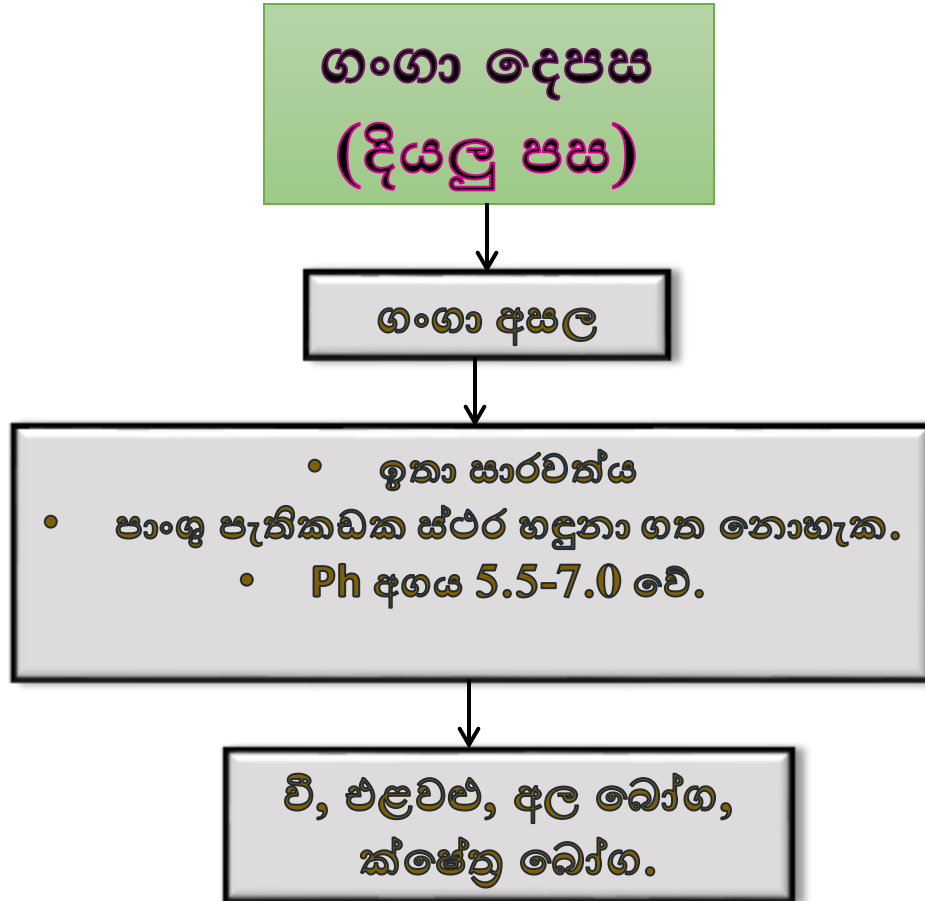 ගංගා දෙපස
(දියලු පස)
ගංගා අසල
• ඉතා සාරවත්ය
• පාංශු පැතිකඩක ස්ථර හඳුනා ගත නොහැක.
• Ph අගය 5.5-7.0 වේ.
වී, එළවළු, අල බෝග,
ක්ෂේත්‍ර බෝග.